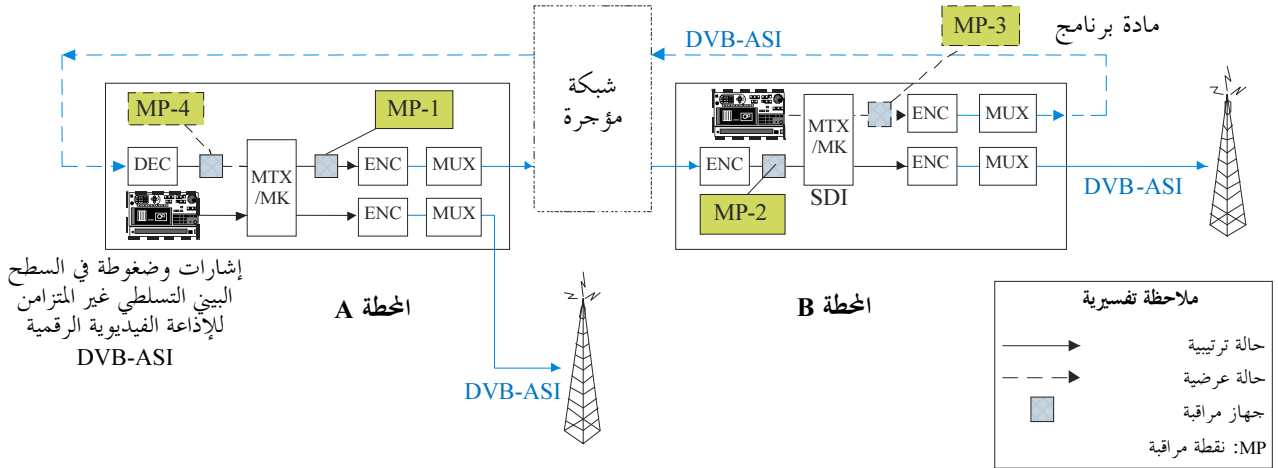 MP-3
مادة برنامج
DVB-ASI
شبكة
مؤجرة
MP-4
MP-1
DEC
MTX
/MK
ENC
MUX
ENC
MUX
MTX
/MK
ENC
MUX
ENC
ENC
MUX
MP-2
SDI
DVB-ASI
إشارات وضغوطة في السطح
البيني التسلطي غير المتزامن
للإذاعة الفيديوية الرقمية
DVB-ASI
المحطة A
المحطة B
DVB-ASI
ملاحظة تفسيرية
حالة ترتيبية
حالة عرضية
جهاز مراقبة
MP: نقطة مراقبة